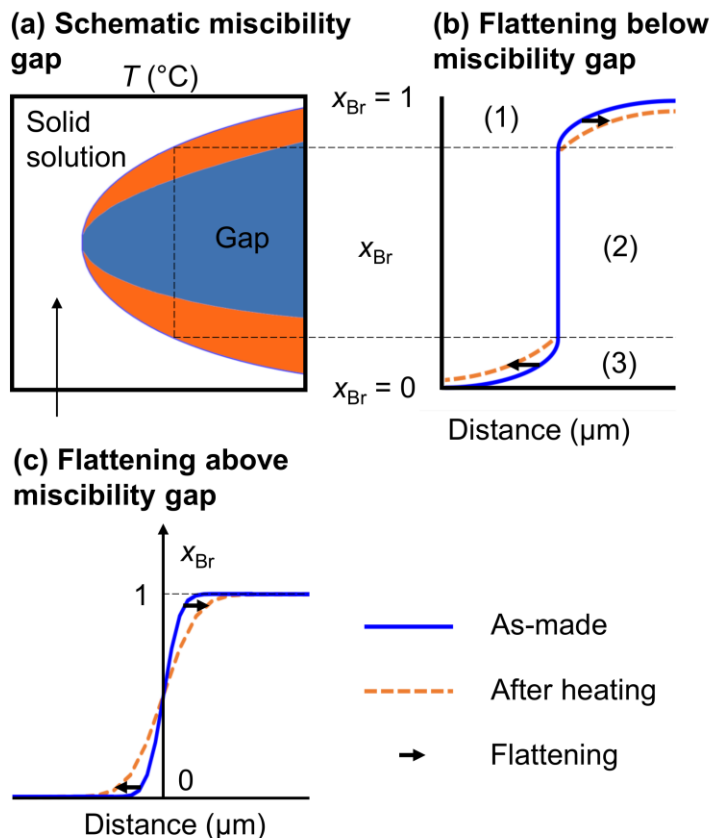 (a) Schematic miscibility
gap
T (°C)
Solid
solution
Gap
(b) Flattening below
miscibility gap
xBr = 1
xBr
xBr = 0
(1)
(2)
(3)
Distance (μm)
(c) Flattening above
miscibility gap
xBr
1
0
Distance (μm)
As-made
After heating
Flattening